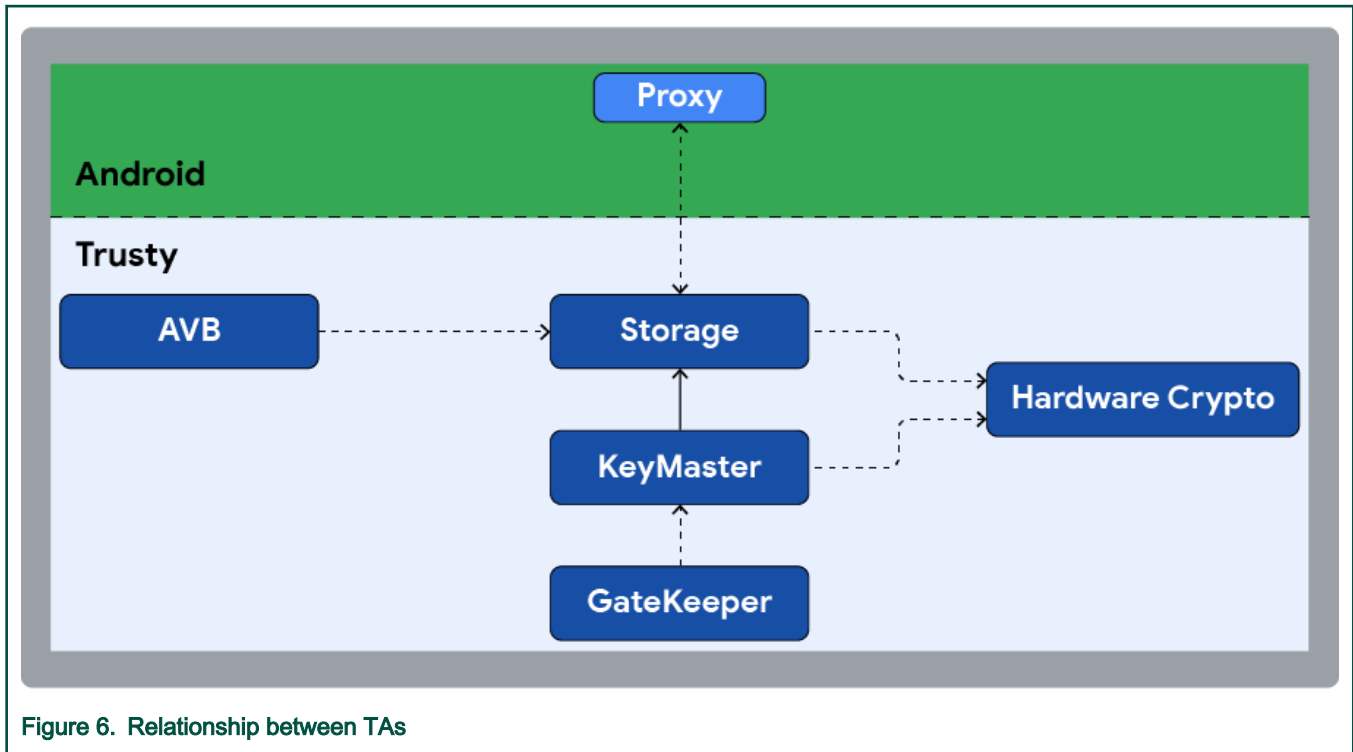 Proxy
Android
Trusty
AVB
Storage
Hardware Crypto
KeyMaster
GateKeeper
Figure 6. Relationship between TAs